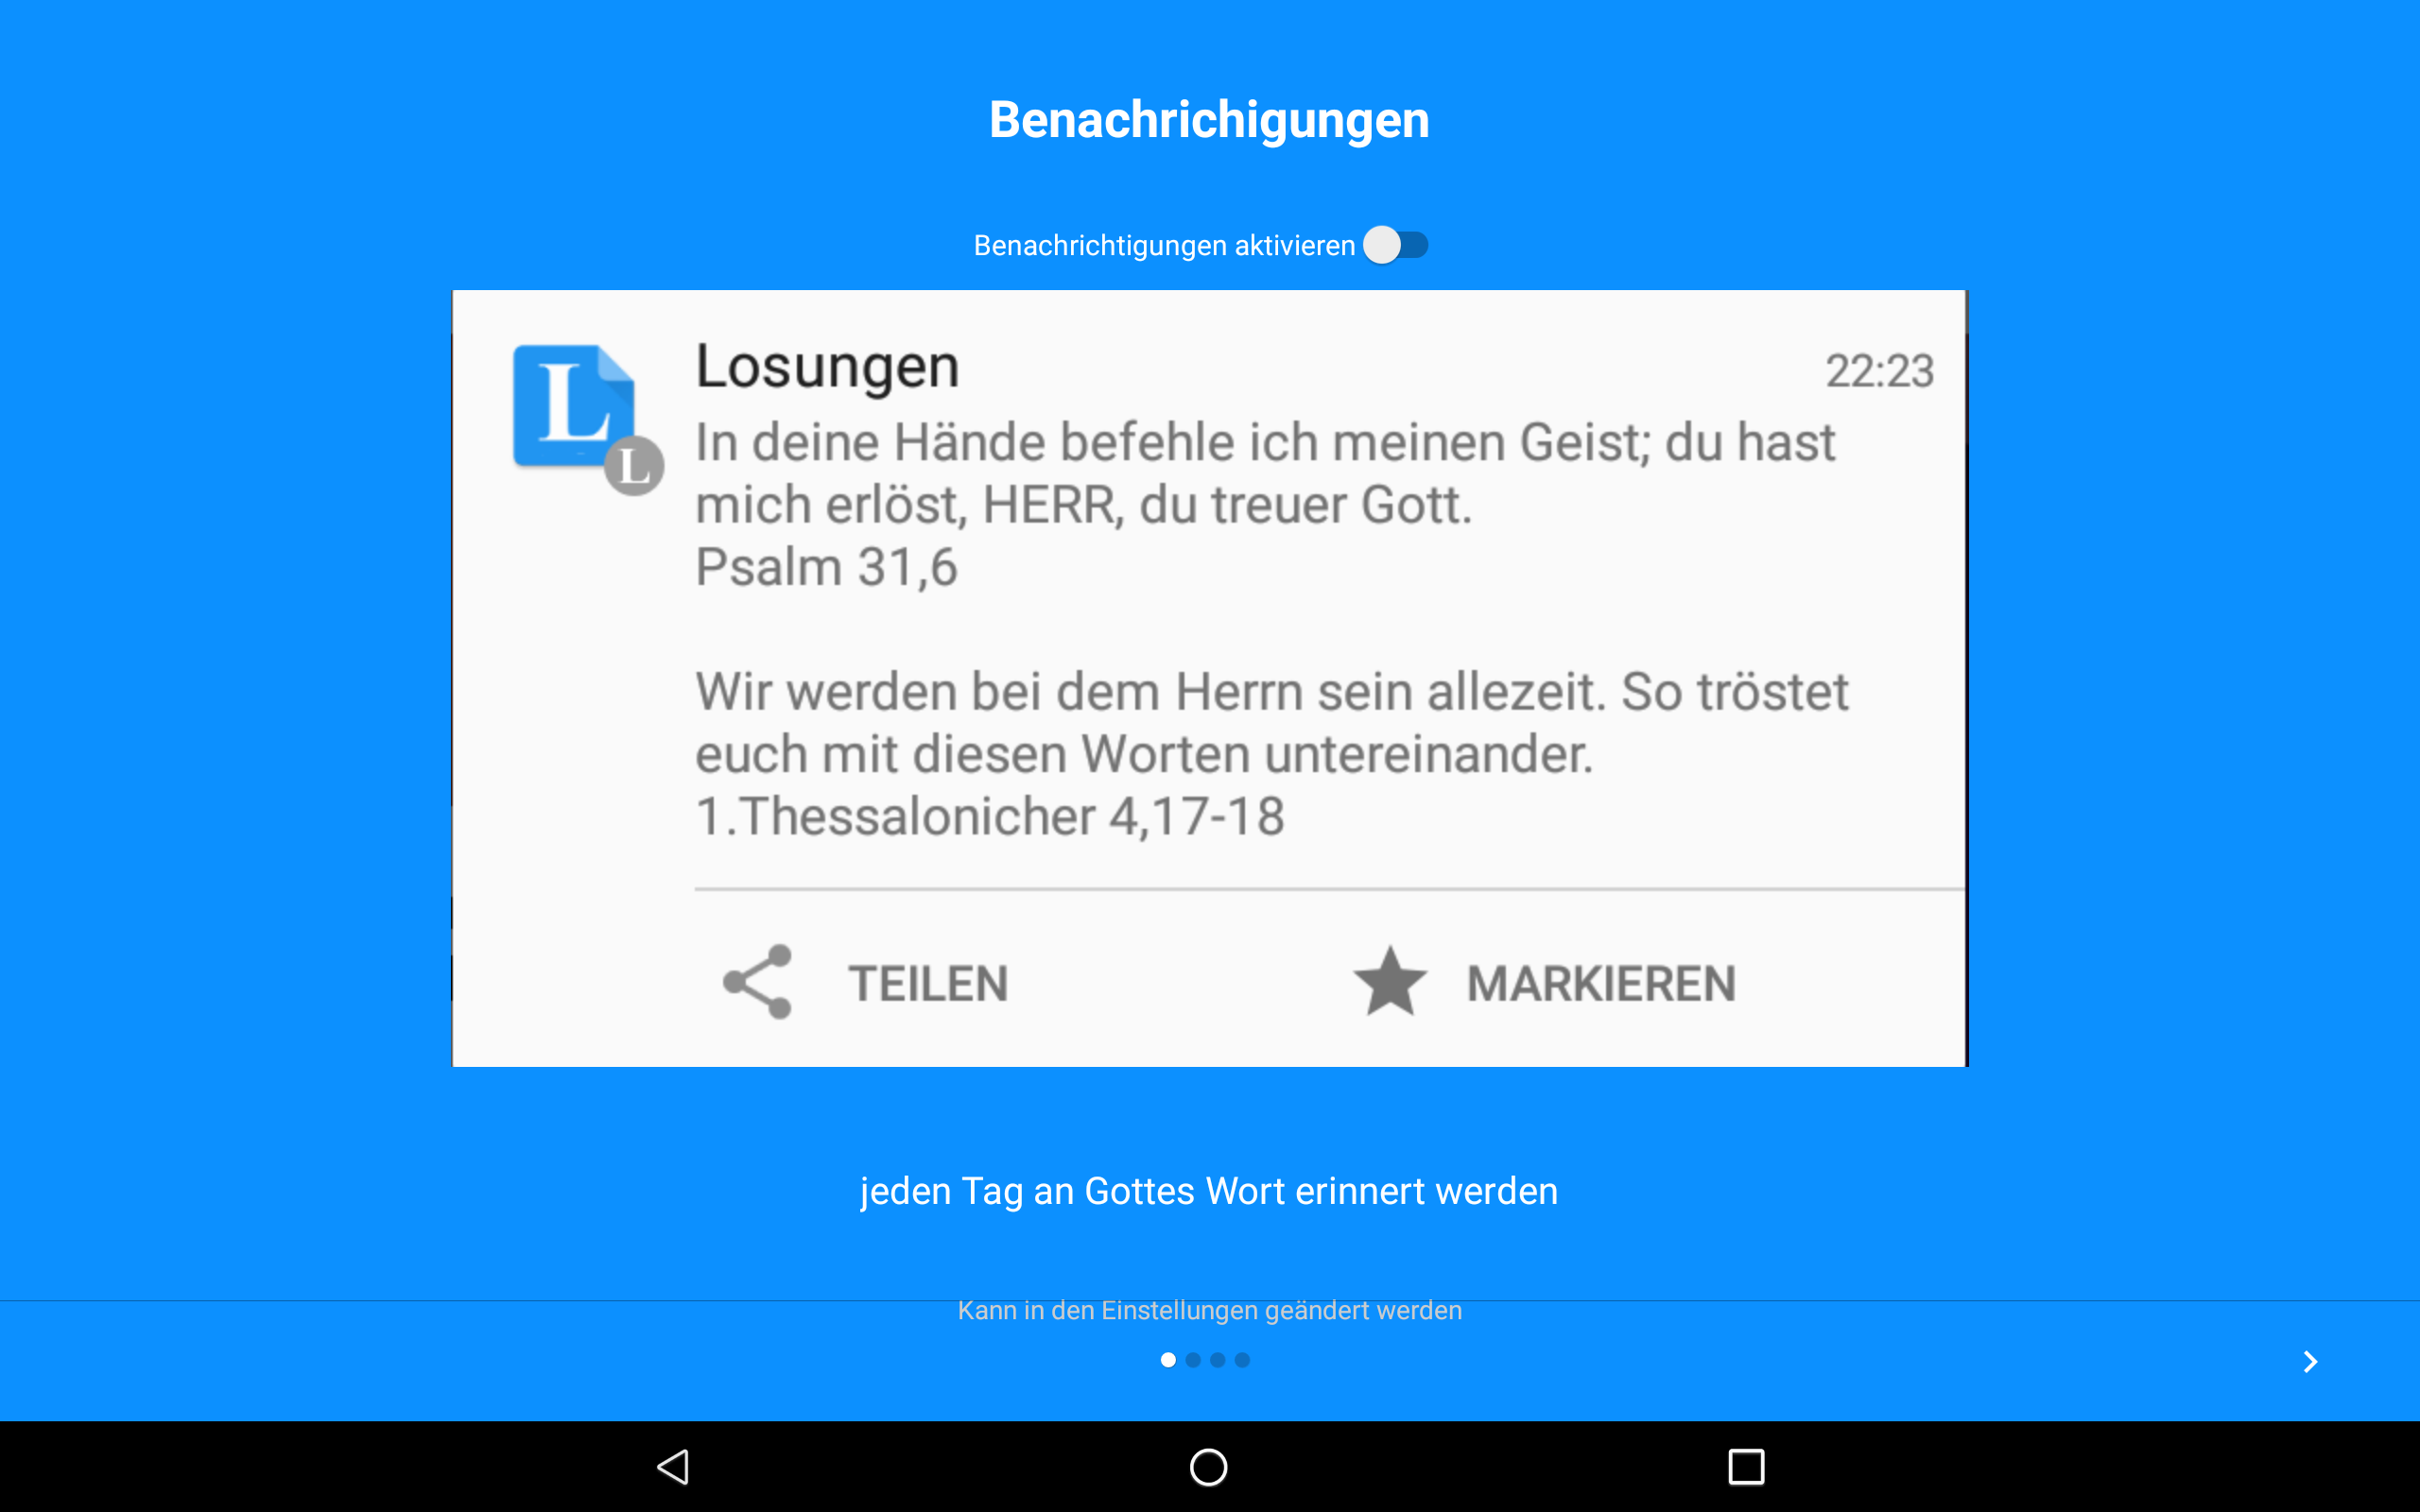 Benachrichigungen
Benachrichtigungen aktivieren
L
L
Losungen
22:23
In deine Hände befehle ich meinen Geist; du hast
mich erlöst, HERR, du treuer Gott.
Psalm 31,6
Wir werden bei dem Herrn sein allezeit. So tröstet
euch mit diesen Worten untereinander.
1.Thessalonicher 4,17-18
TEILEN
MARKIEREN
jeden Tag an Gottes Wort erinnert werden
Kann in den Einstellungen geändert werden